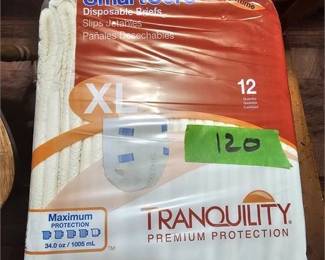 Disposable Briefs
Slips Jetables
Pañales Desechables
XL
12
120
Maximum
PROTECTION
34.0 oz / 1005 mL
TRANQUILITY®
PREMIUM PROTECTION
™